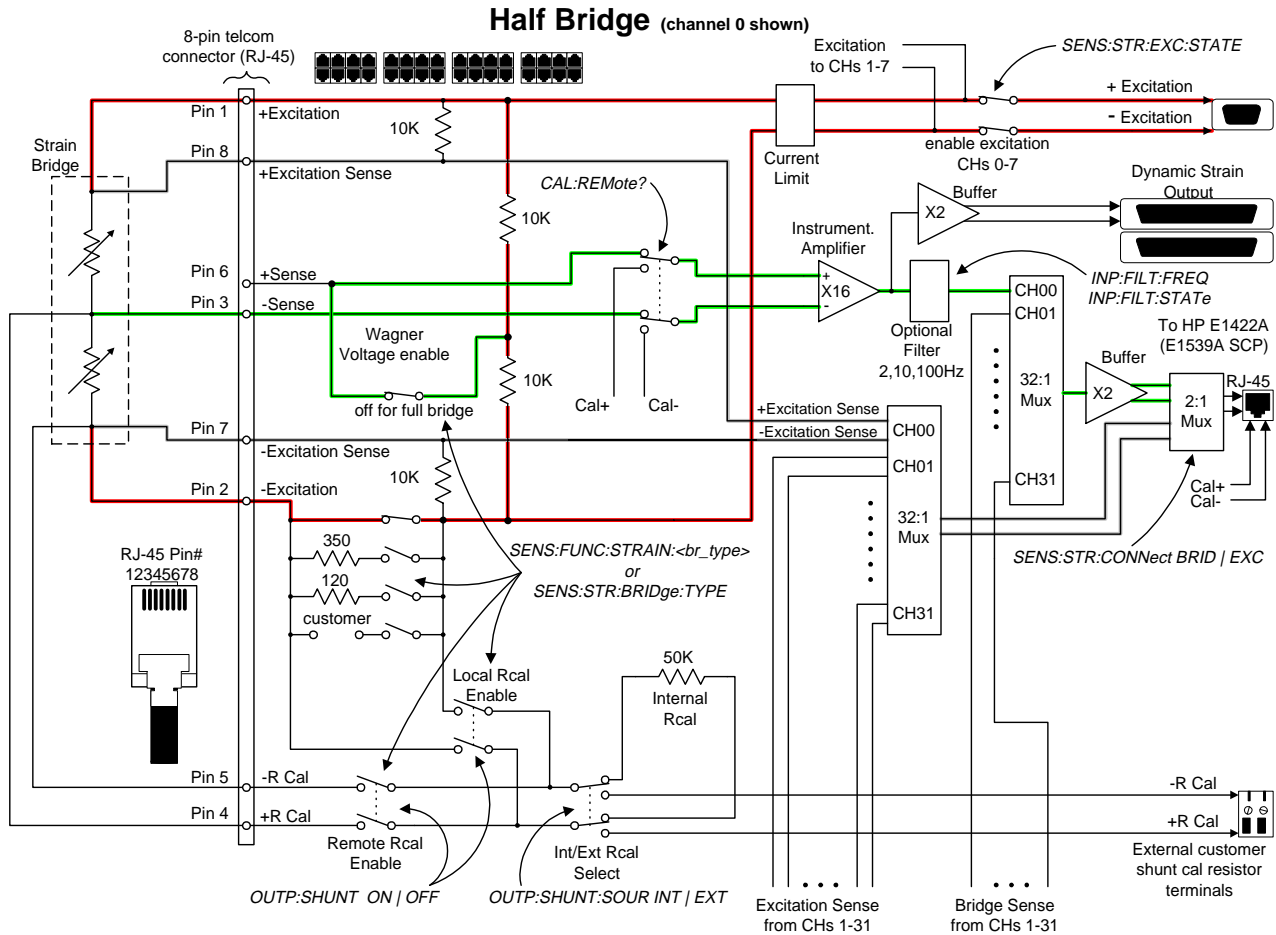 Half Bridge (channel 0 shown)
8-pin telcom
connector (RJ-45)
Excitation
to CHs 1-7
SENS:STR:EXC:STATE
+ Excitation
- Excitation
Pin 1
+Excitation
10K
Current
Limit
enable excitation
CHs 0-7
Strain
Bridge
Pin 8
+Excitation Sense
CAL:REMote?
Buffer
X2
Dynamic Strain
Output
10K
Instrument.
Amplifier
+
X16
-
Pin 6
+Sense
INP:FILT:FREQ
INP:FILT:STATe
Pin 3
-Sense
CH00
CH01
Optional
Filter
2,10,100Hz
To HP E1422A
(E1539A SCP)
Wagner
Voltage enable
10K
Buffer
X2
32:1
Mux
2:1
Mux
RJ-45
off for full bridge
Cal+
Cal-
+Excitation Sense
-Excitation Sense
CH00
CH01
Pin 7
-Excitation Sense
10K
CH31
Cal+
Cal-
Pin 2
-Excitation
32:1
Mux
350
SENS:FUNC:STRAIN:<br_type>
or
SENS:STR:BRIDge:TYPE
SENS:STR:CONNect BRID | EXC
RJ-45 Pin#
12345678
120
customer
CH31
50K
Internal
Rcal
Local Rcal
Enable
Pin 5
-R Cal
-R Cal
Pin 4
+R Cal
+R Cal
Remote Rcal
Enable
Int/Ext Rcal
Select
External customer
shunt cal resistor
terminals
OUTP:SHUNT ON | OFF
OUTP:SHUNT:SOUR INT | EXT
Excitation Sense
from CHs 1-31
Bridge Sense
from CHs 1-31